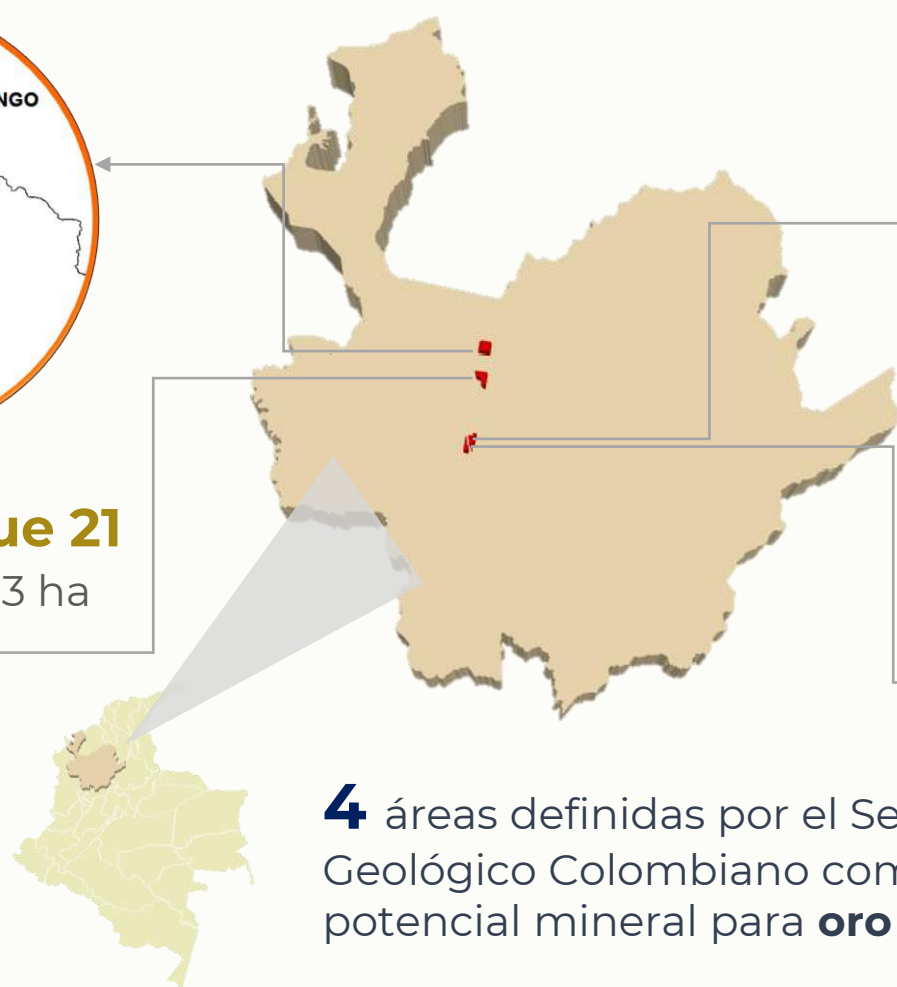 NGO
ue 21
3 ha
4 áreas definidas por el Se
Geológico Colombiano com
potencial mineral para oro